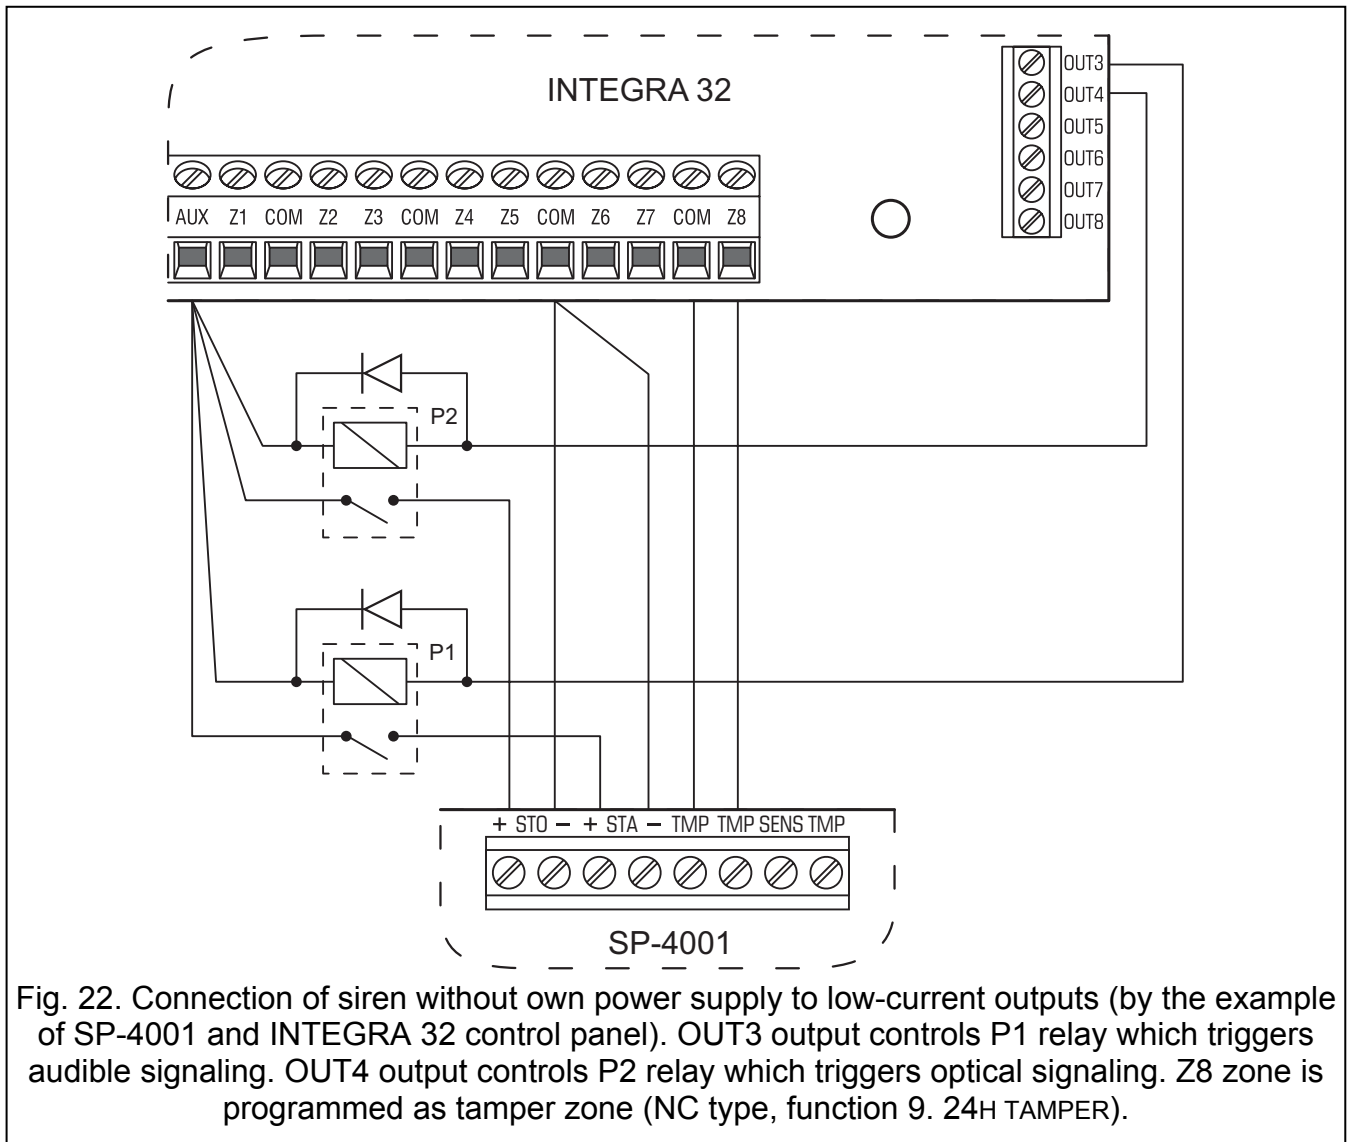 INTEGRA 32
OUT3
OUT4
OUT5
OUT6
OUT7
OUT8
AUX Z1 COM Z2 Z3 COM Z4 Z5 COM Z6 Z7 COM Z8
P2
P1
+ STO − + STA − TMP TMP SENS TMP
SP-4001
Fig. 22. Connection of siren without own power supply to low-current outputs (by the example
of SP-4001 and INTEGRA 32 control panel). OUT3 output controls P1 relay which triggers
audible signaling. OUT4 output controls P2 relay which triggers optical signaling. Z8 zone is
programmed as tamper zone (NC type, function 9. 24H TAMPER).